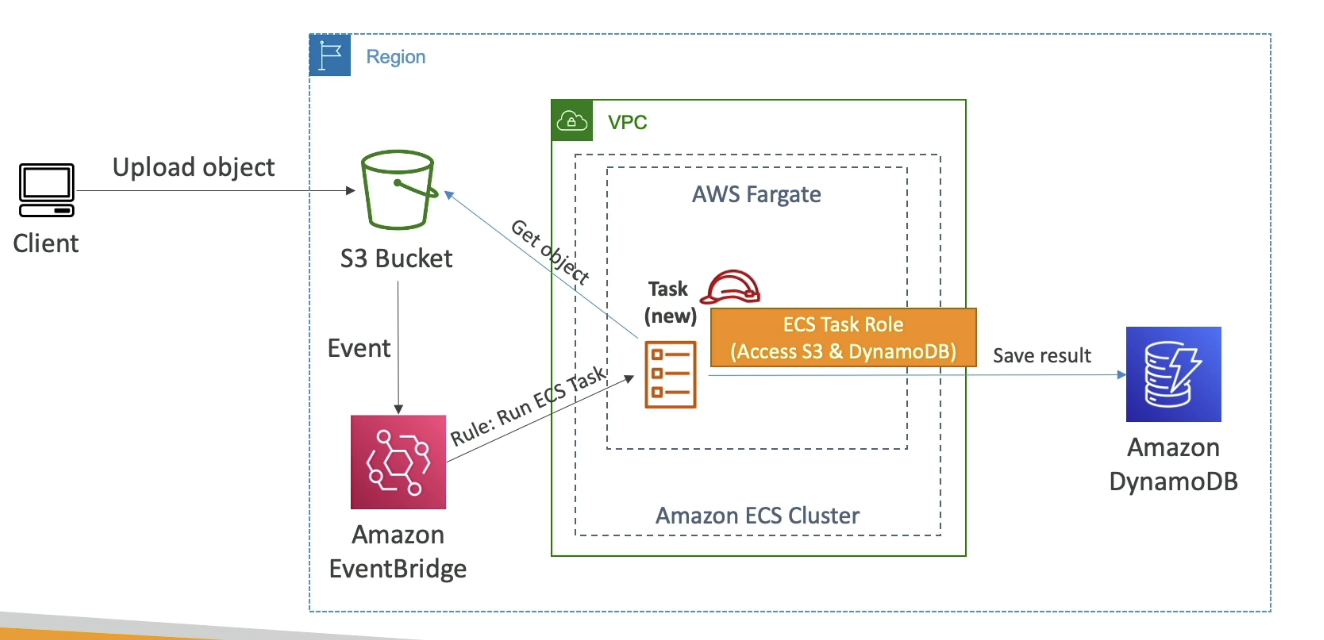 Region
VPC
Upload object
AWS Fargate
Client
S3 Bucket
Get object
Task
(new)
ECS Task Role
(Access S3 & DynamoDB)
Event
Rule: Run ECS Task
Save result
Amazon
DynamoDB
Amazon ECS Cluster
Amazon
EventBridge